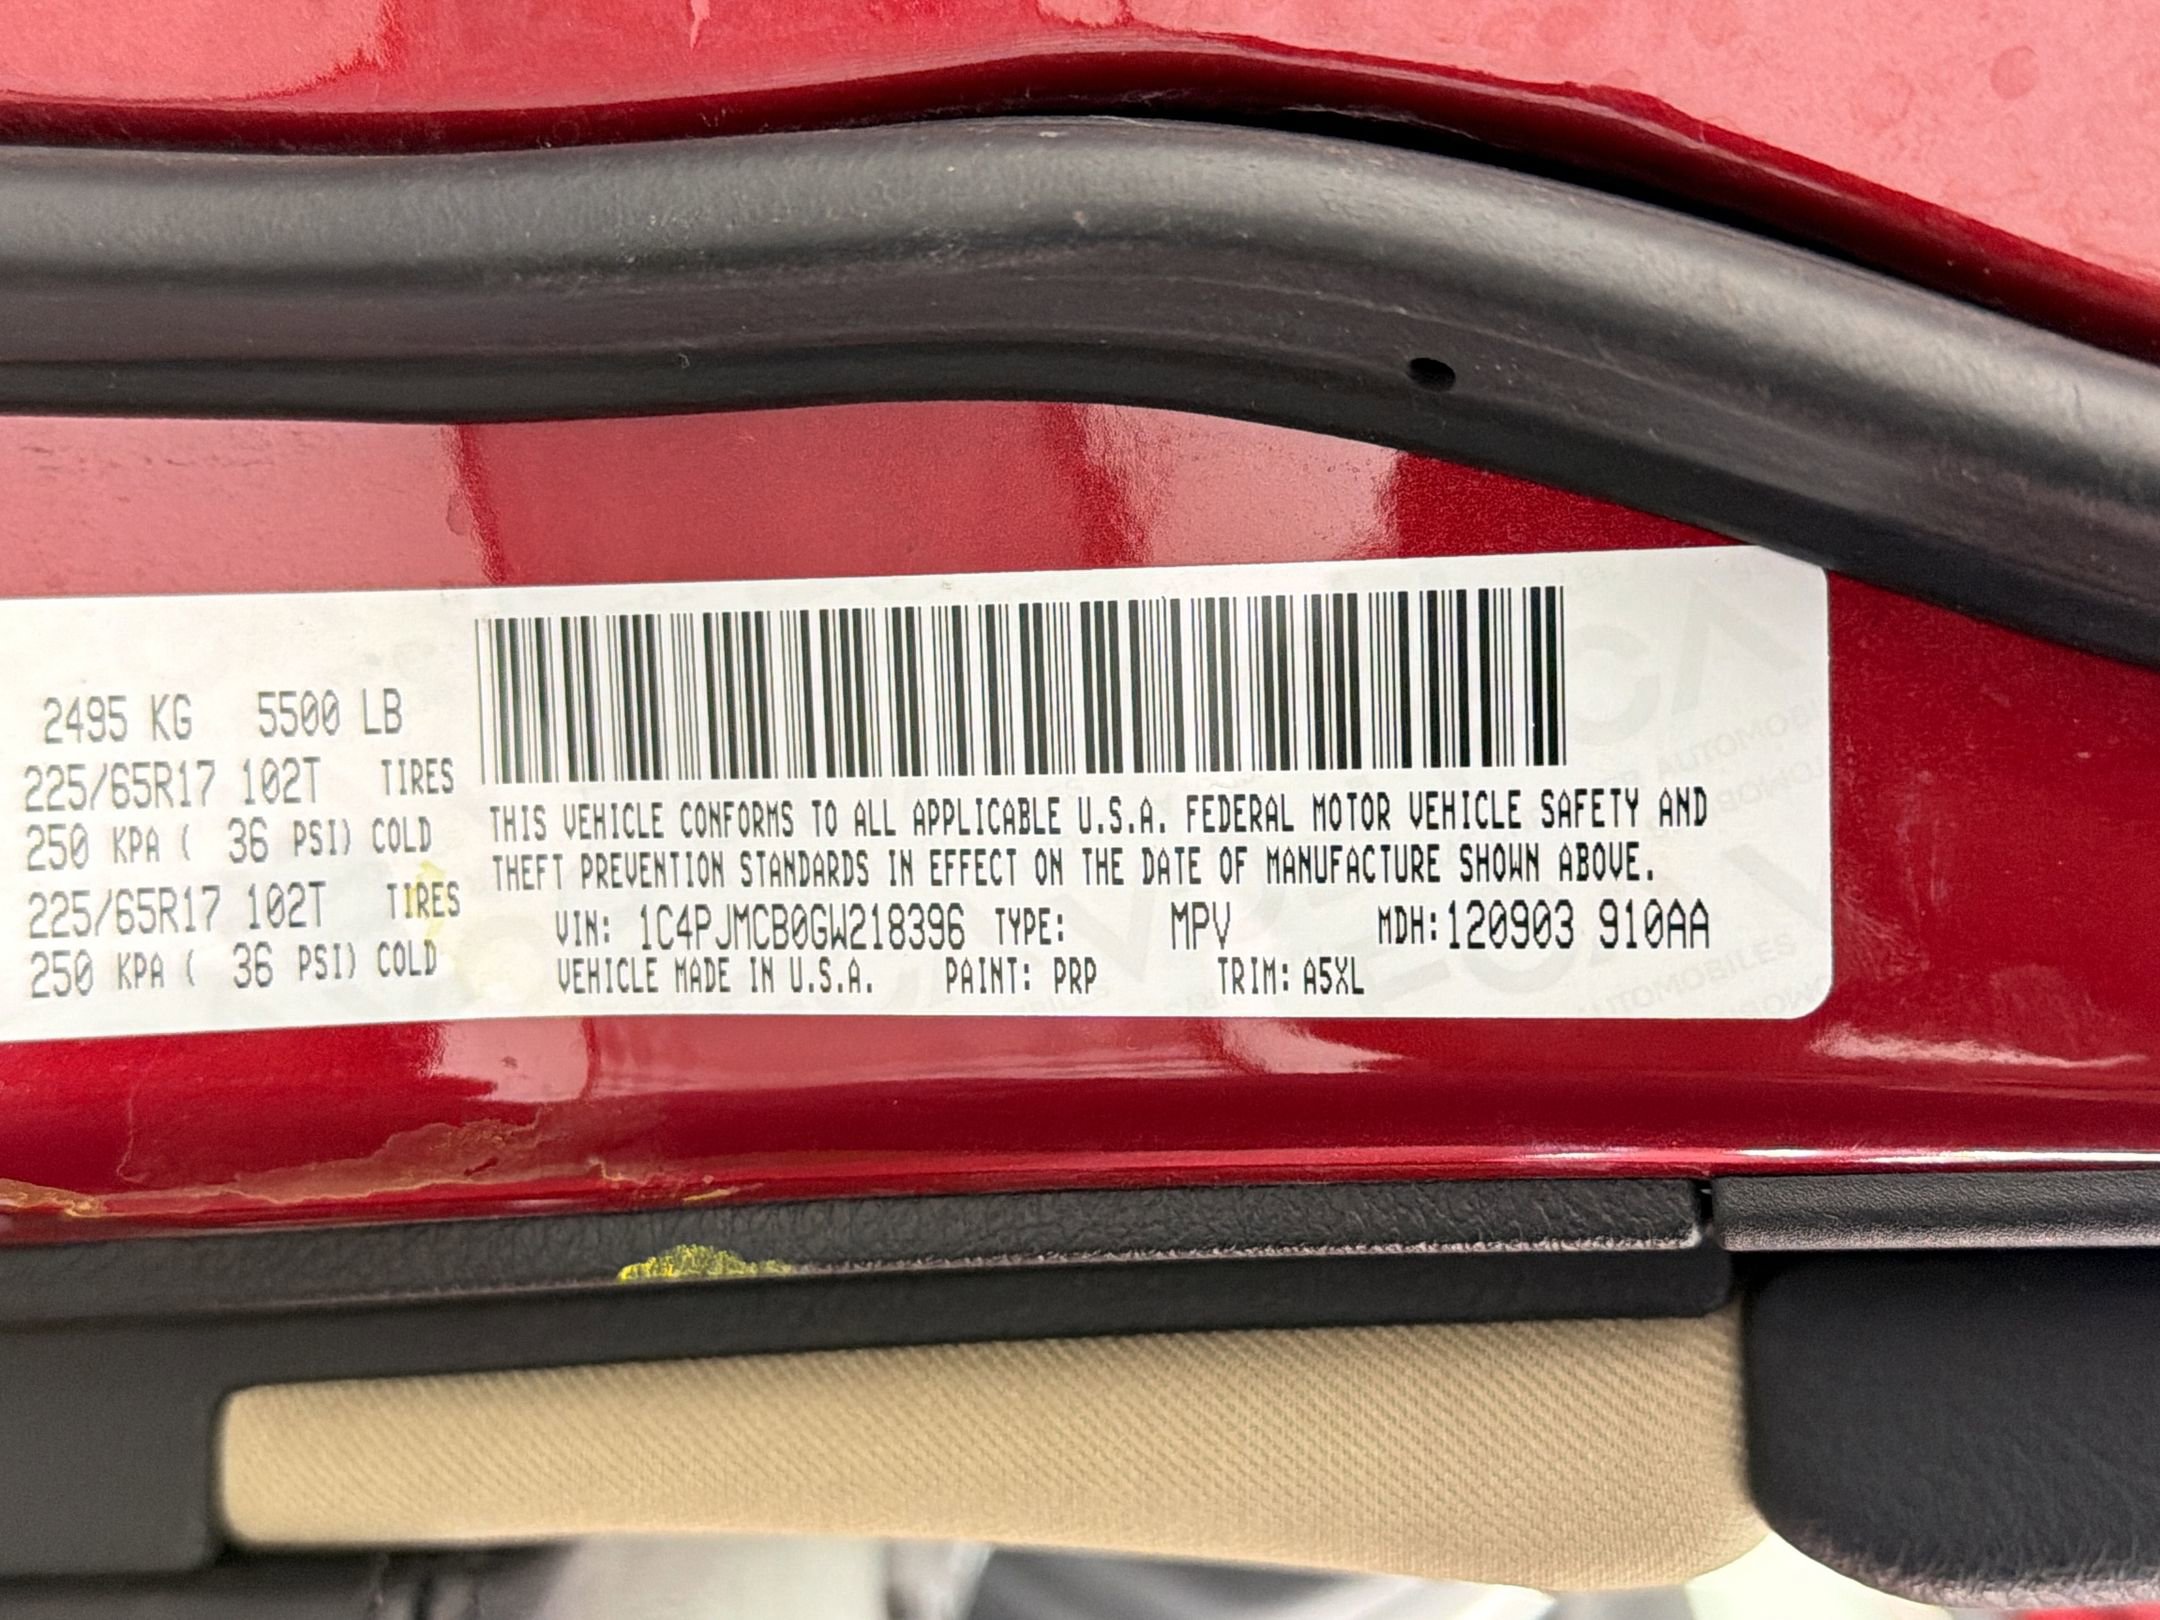 2495 KG 5500 LB
225/65R17 102T TIRES
250 KPA ( 36 PSI) COLD
225/65R17 102T TIRES
250 KPA ( 36 PSI) COLD
THIS VEHICLE CONFORMS TO ALL APPLICABLE U.S.A. FEDERAL MOTOR VEHICLE SAFETY AND
THEFT PREVENTION STANDARDS IN EFFECT ON THE DATE OF MANUFACTURE SHOWN ABOVE.
VIN: 1C4PJMCB0GW218396 TYPE: MPV MDH:120903 910AA
VEHICLE MADE IN U.S.A. PAINT: PRP TRIM: A5XL